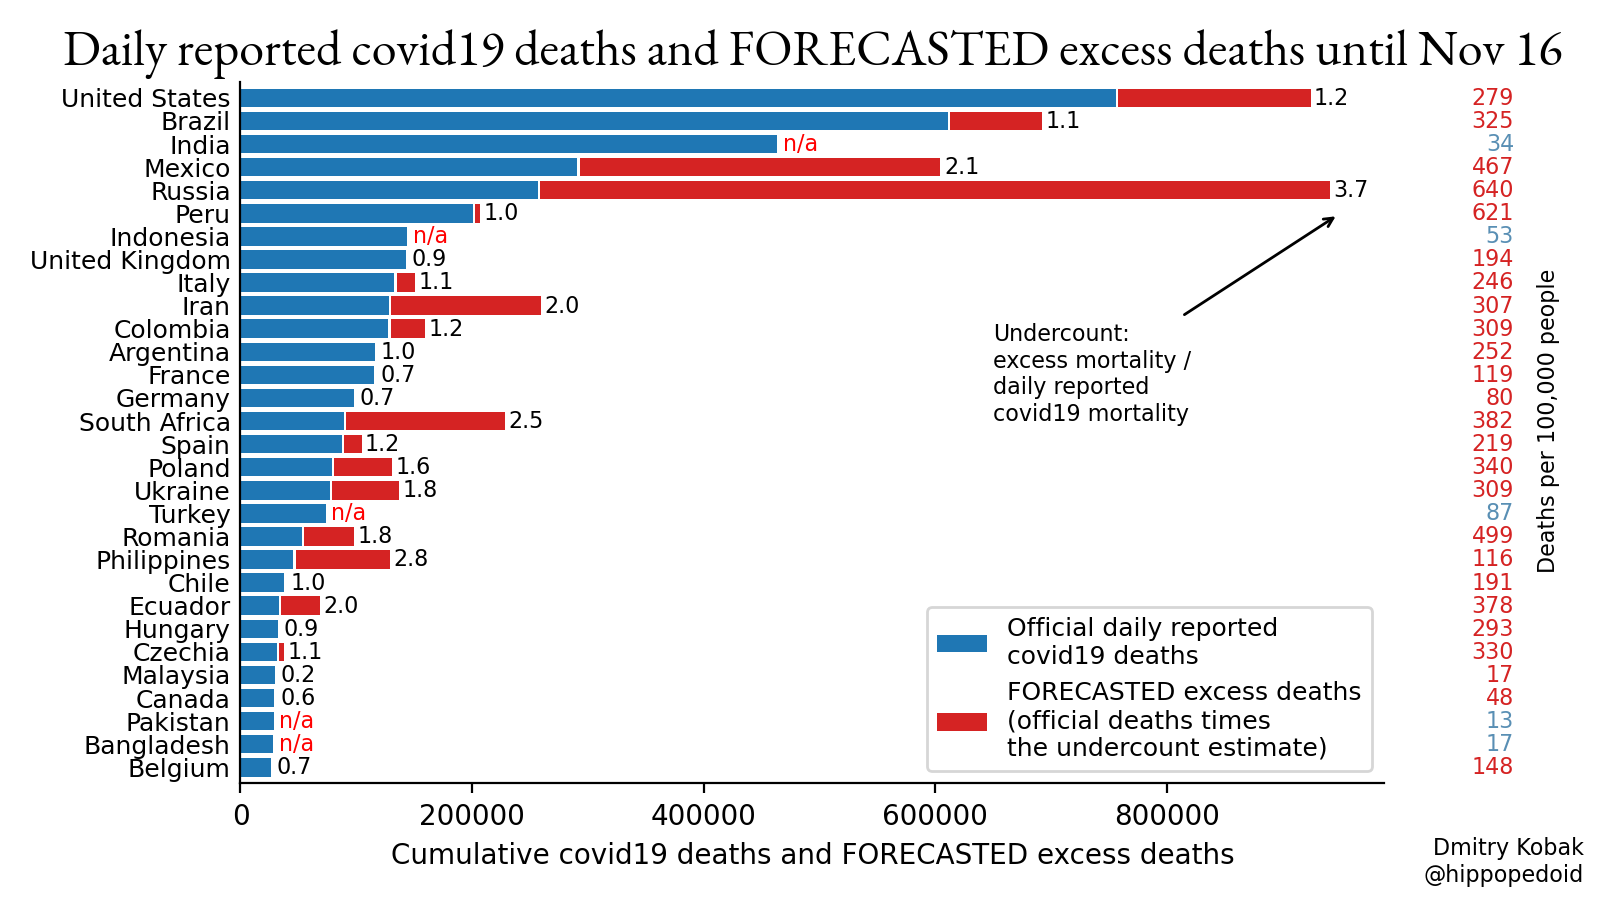 Daily reported covid19 deaths and FORECASTED excess deaths until Nov 16
United States 1.2 279
Brazil 1.1 325
India n/a 34
Mexico 2.1 467
Russia 3.7 640
Peru 1.0 621
Indonesia n/a 53
United Kingdom 0.9 194
Italy 1.1 246
Iran 2.0 307
Colombia 1.2 309
Argentina 1.0 252
France 0.7 119
Germany 0.7 80
South Africa 2.5 382
Spain 1.2 219
Poland 1.6 340
Ukraine 1.8 309
Turkey n/a 87
Romania 1.8 499
Philippines 2.8 116
Chile 1.0 191
Ecuador 2.0 378
Hungary 0.9 293
Czechia 1.1 330
Malaysia 0.2 17
Canada 0.6 48
Pakistan n/a 13
Bangladesh n/a 17
Belgium 0.7 148
Undercount:
excess mortality /
daily reported
covid19 mortality
Deaths per 100,000 people
Official daily reported
covid19 deaths
FORECASTED excess deaths
(official deaths times
the undercount estimate)
0 200000 400000 600000 800000
Cumulative covid19 deaths and FORECASTED excess deaths
Dmitry Kobak
@hippopedoid